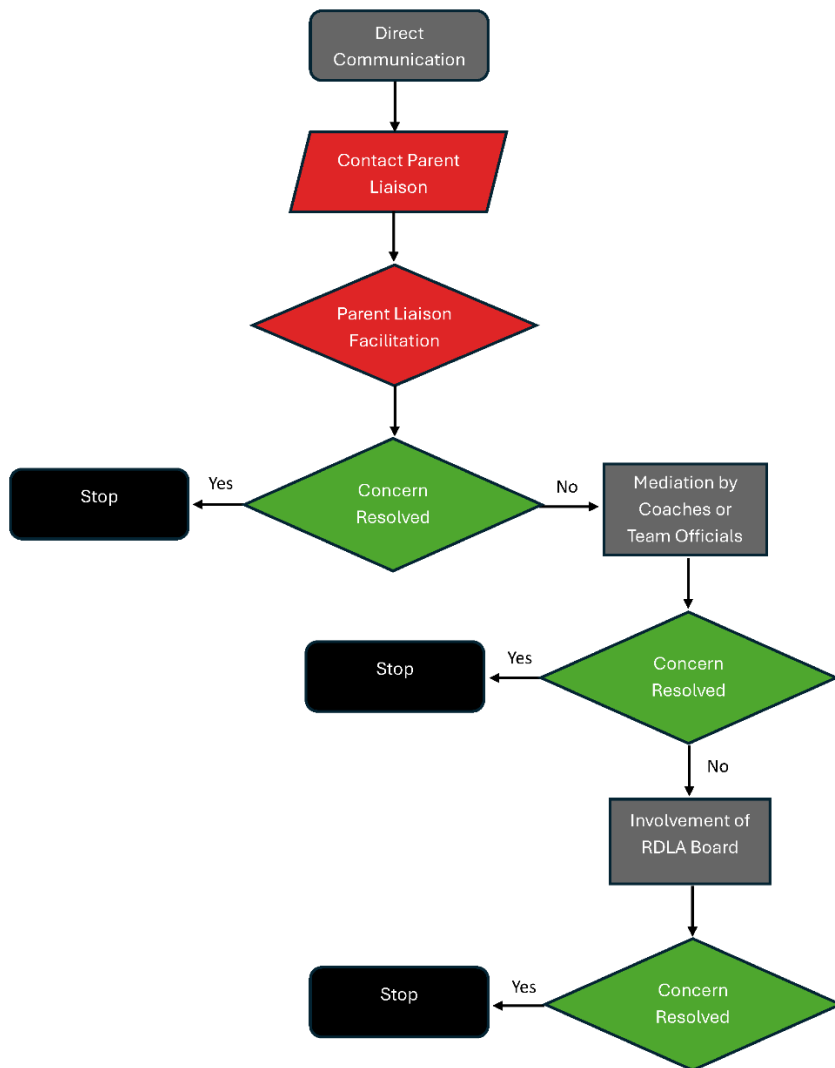 Direct
Communication
Contact Parent
Liaison
Parent Liaison
Facilitation
Stop
Yes
Concern
Resolved
No
Mediation by
Coaches or
Team Officials
Stop
Yes
Concern
Resolved
No
Involvement of
RDLA Board
Stop
Yes
Concern
Resolved